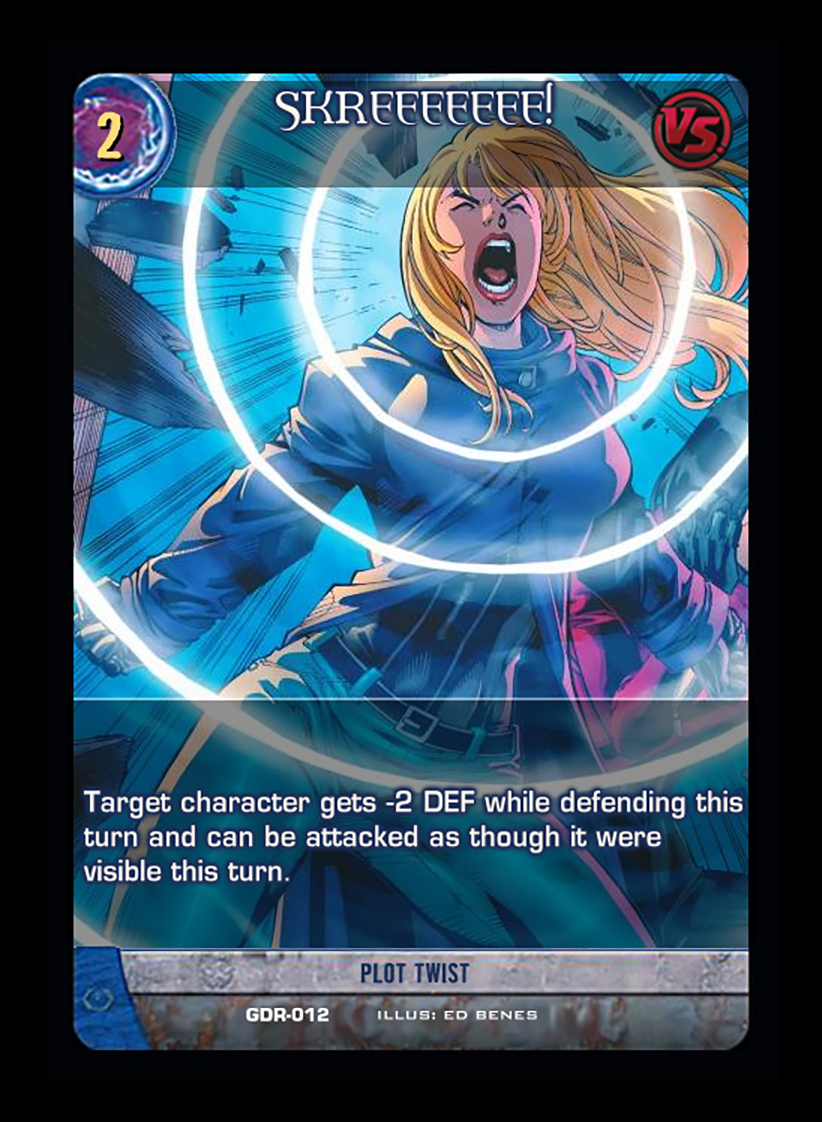 2
SKREEEEEEE!
VS.
Target character gets -2 DEF while defending this
turn and can be attacked as though it were
visible this turn.
PLOT TWIST
GDR-012 ILLUS: ED BENES